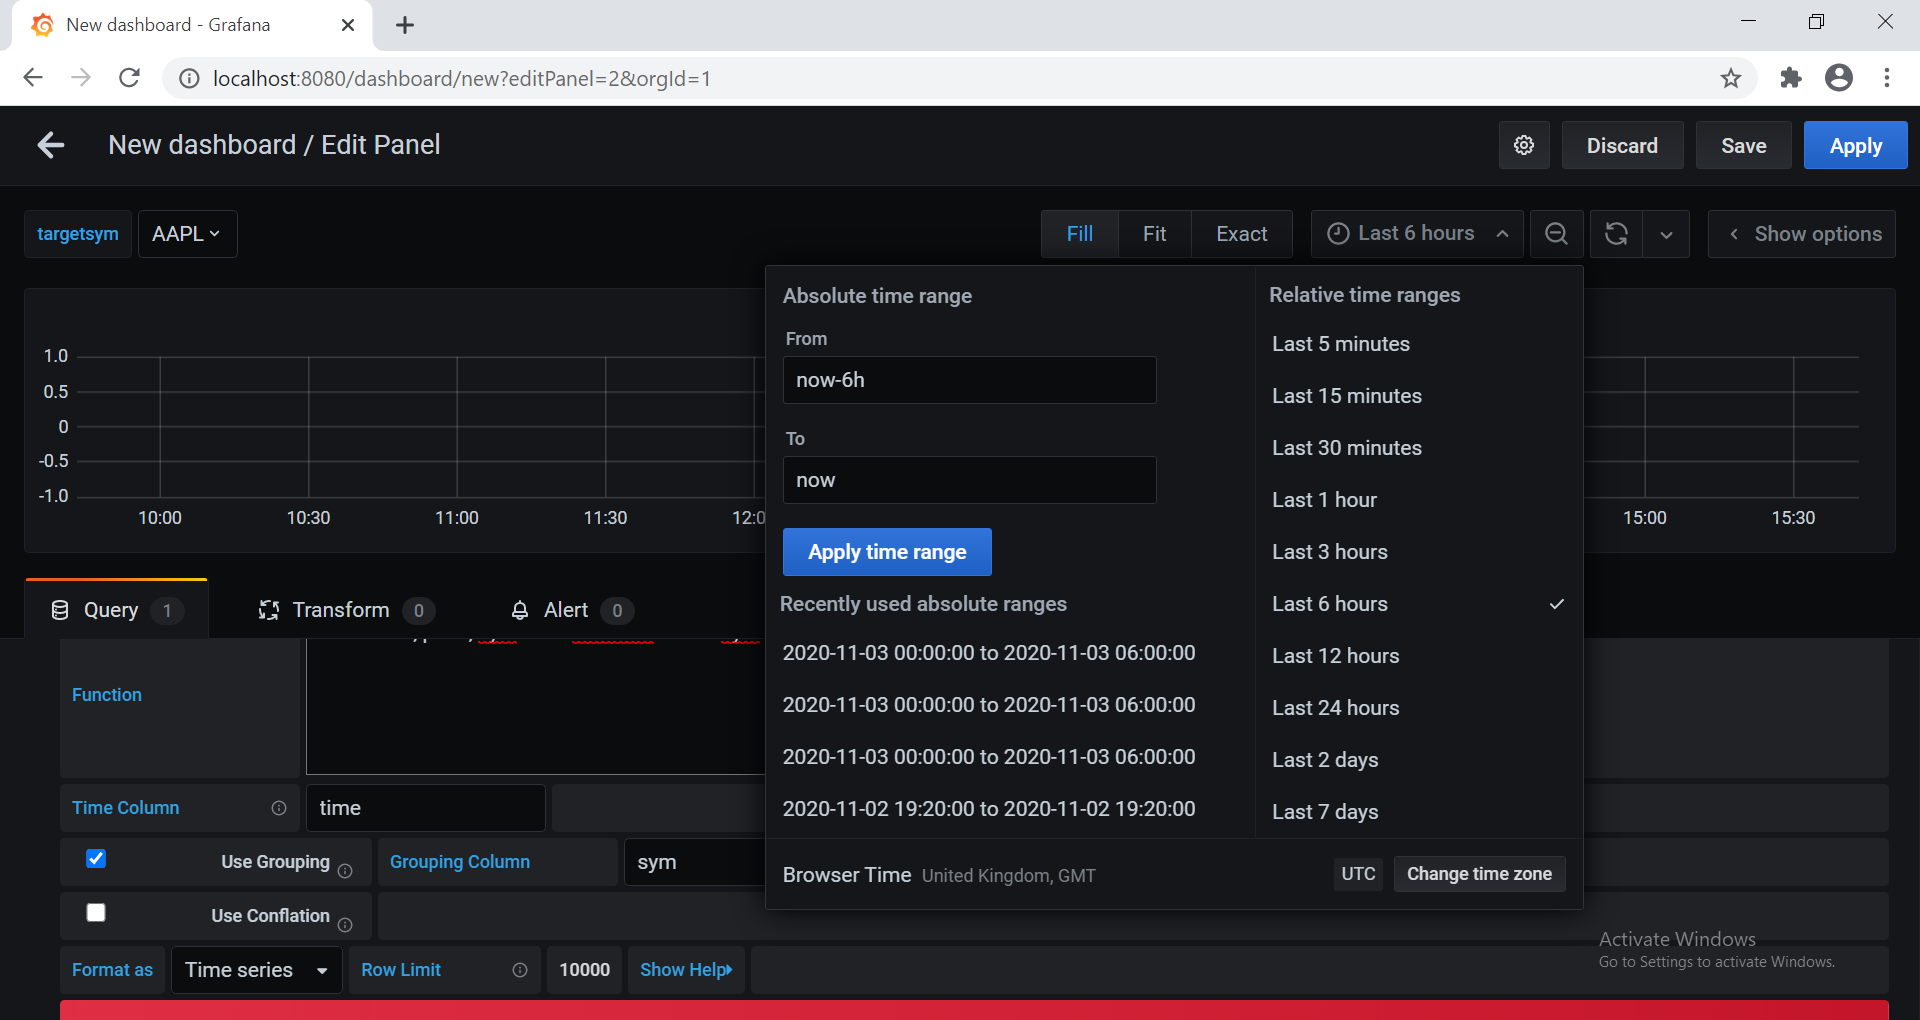 New dashboard - Grafana
localhost:8080/dashboard/new?editPanel=2&orgId=1
New dashboard / Edit Panel
Discard
Save
Apply
targetsym
AAPL
Fill
Fit
Exact
Last 6 hours
Show options
1.0
0.5
0
-0.5
-1.0
10:00
10:30
11:00
11:30
12:0
15:00
15:30
Absolute time range
From
now-6h
To
now
Apply time range
Recently used absolute ranges
2020-11-03 00:00:00 to 2020-11-03 06:00:00
2020-11-03 00:00:00 to 2020-11-03 06:00:00
2020-11-03 00:00:00 to 2020-11-03 06:00:00
2020-11-02 19:20:00 to 2020-11-02 19:20:00
Relative time ranges
Last 5 minutes
Last 15 minutes
Last 30 minutes
Last 1 hour
Last 3 hours
Last 6 hours
Last 12 hours
Last 24 hours
Last 2 days
Last 7 days
Browser Time United Kingdom, GMT
UTC
Change time zone
Query 1
Transform 0
Alert 0
Function
Time Column
time
Use Grouping
Grouping Column
sym
Use Conflation
Format as
Time series
Row Limit
10000
Show Help
Activate Windows
Go to Settings to activate Windows.